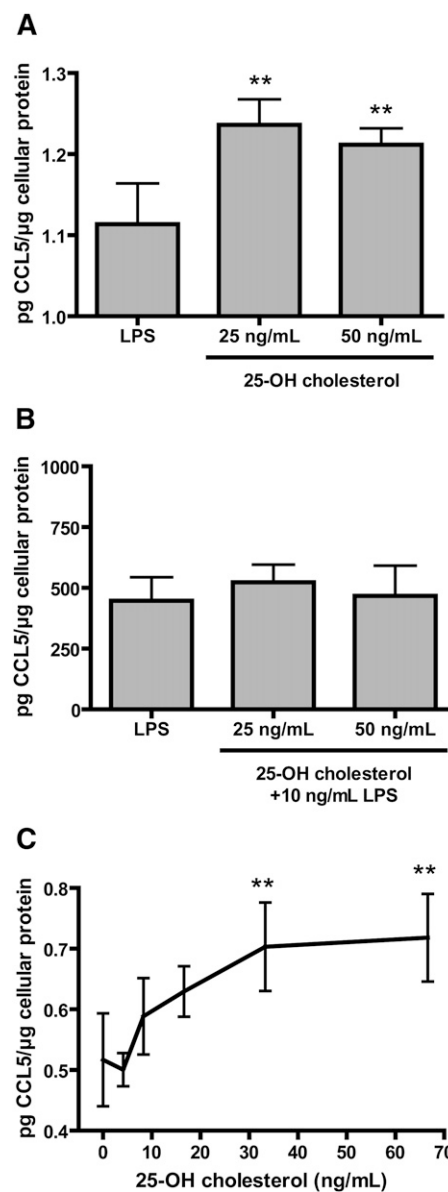 A
pg CCL5/µg cellular protein
1.3
1.2
1.1
1.0
** **
LPS 25 ng/mL 50 ng/mL
25-OH cholesterol
B
pg CCL5/µg cellular protein
1000
750
500
250
0
LPS 25 ng/mL 50 ng/mL
25-OH cholesterol
+10 ng/mL LPS
C
pg CCL5/µg cellular protein
0.8
0.7
0.6
0.5
0.4
** **
0 10 20 30 40 50 60 70
25-OH cholesterol (ng/mL)